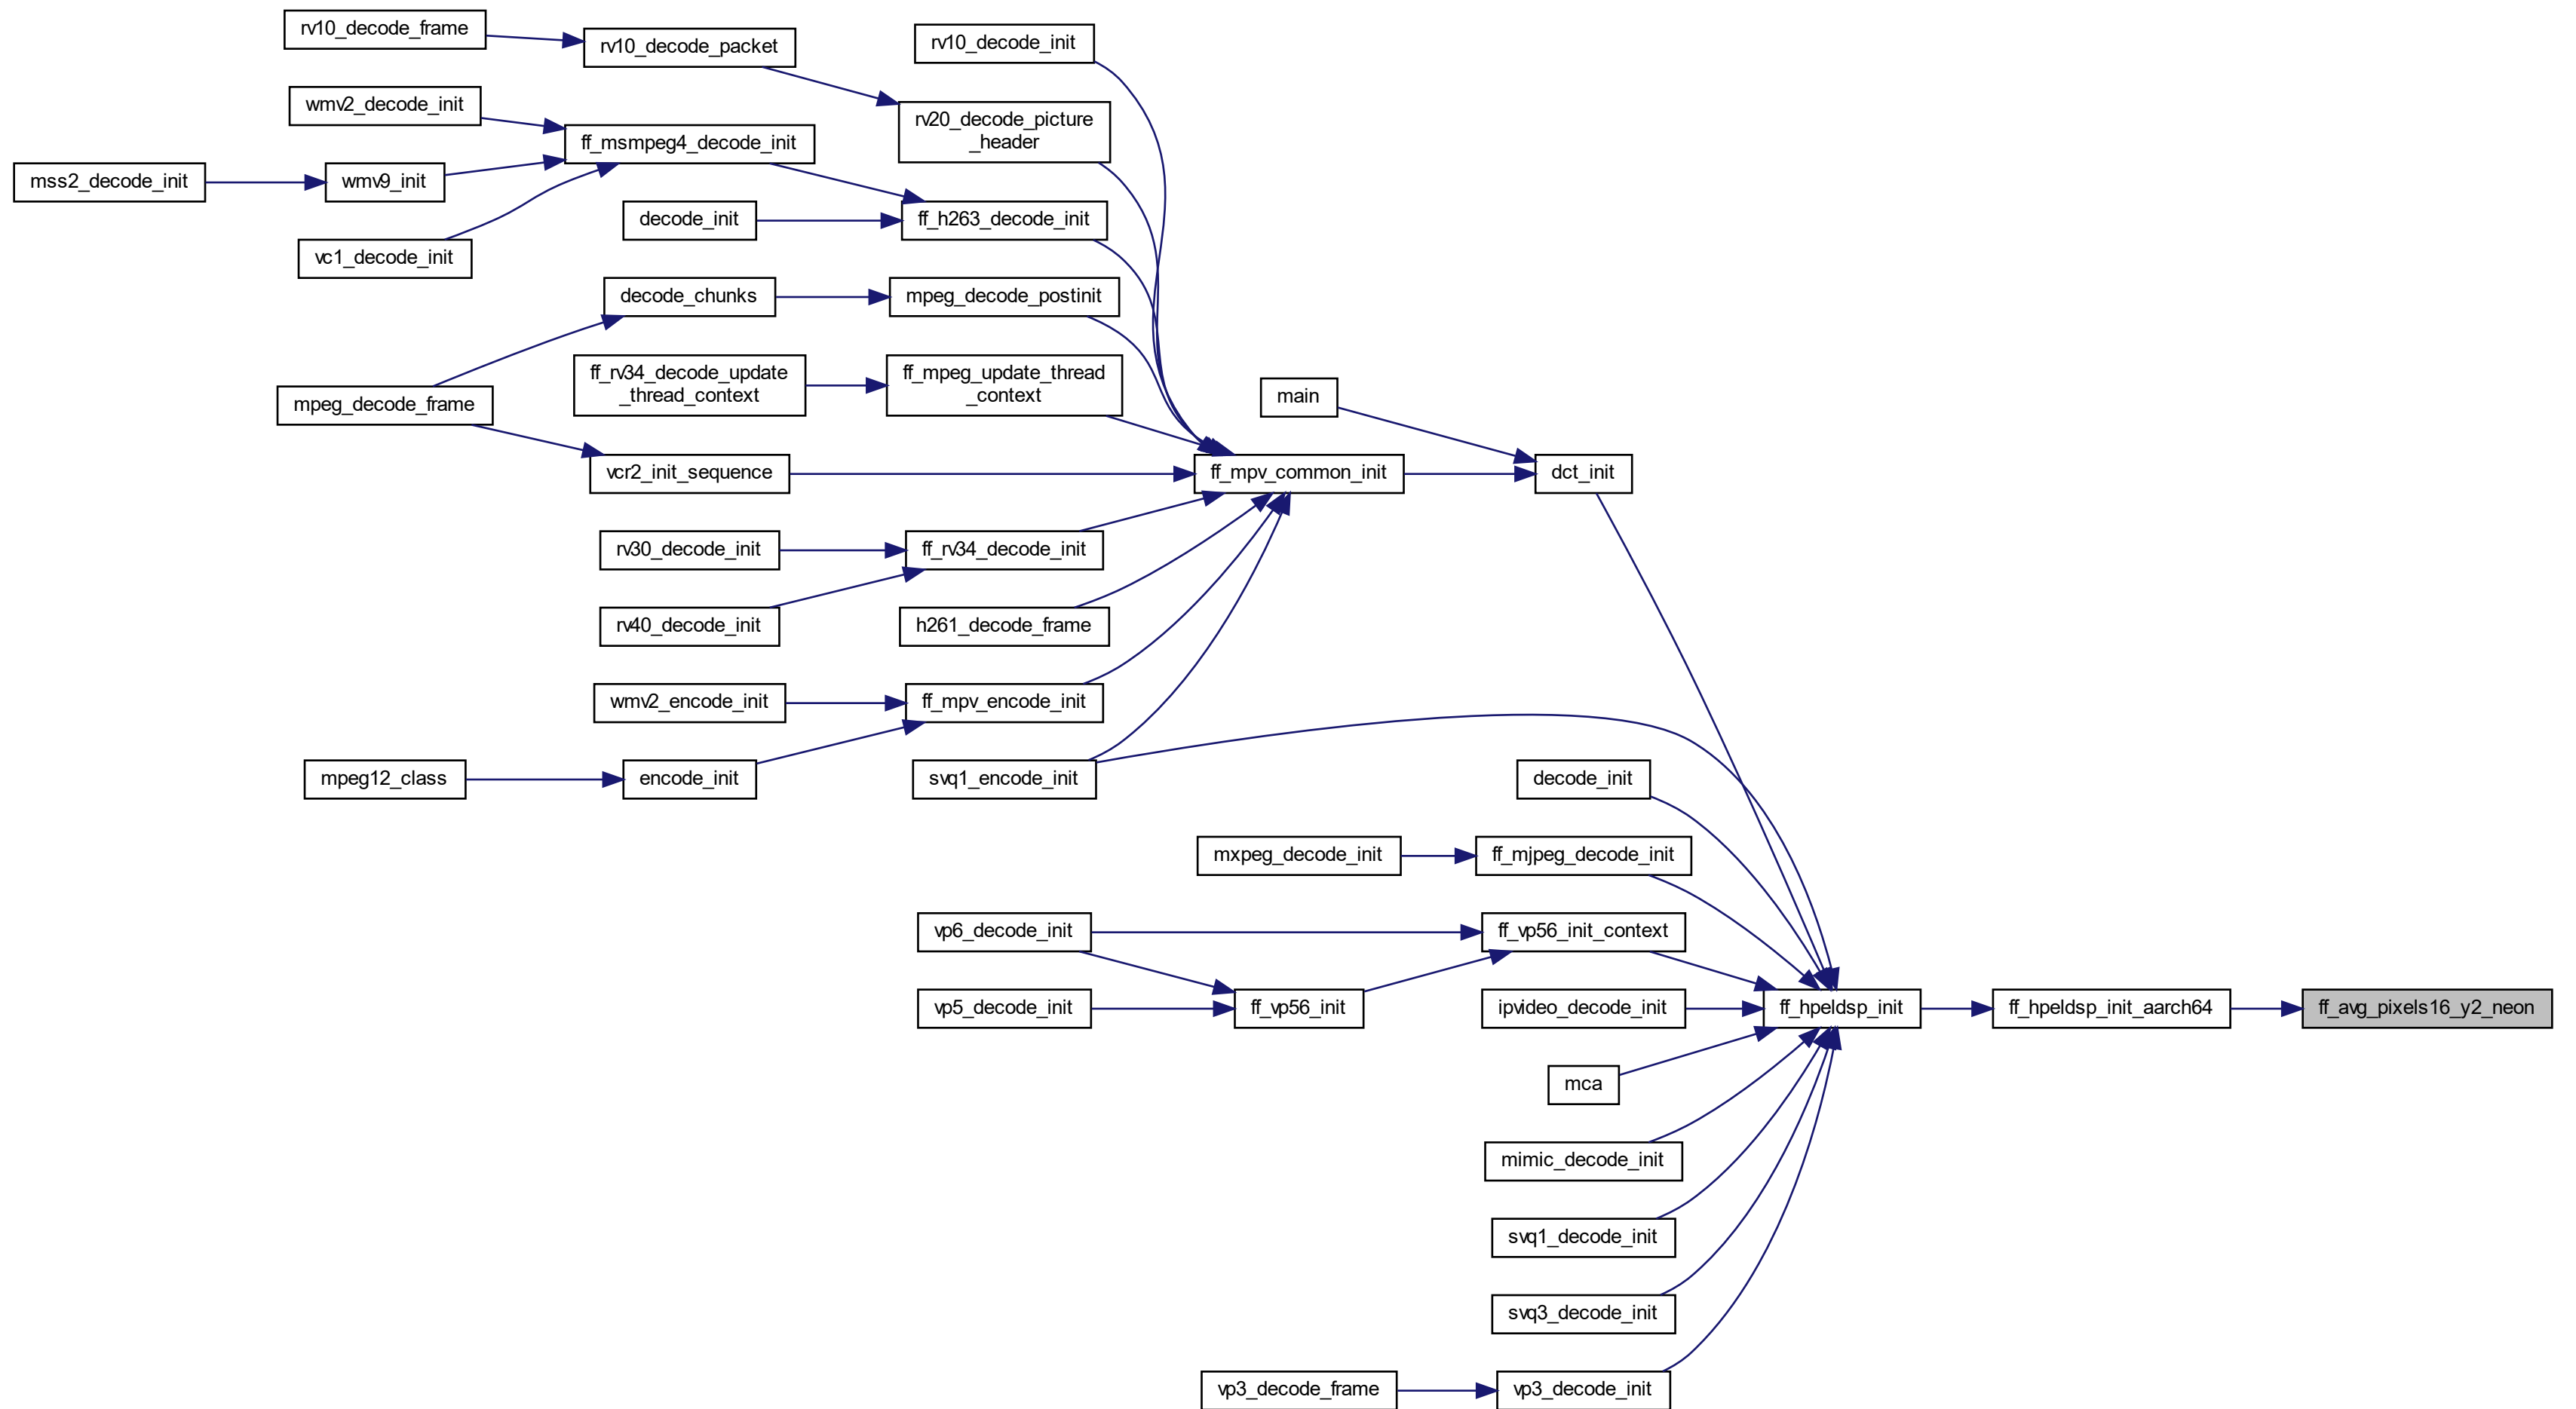 rv10_decode_frame
rv10_decode_packet
rv10_decode_init
wmv2_decode_init
rv20_decode_picture
_header
ff_msmpeg4_decode_init
mss2_decode_init
wmv9_init
decode_init
ff_h263_decode_init
vc1_decode_init
decode_chunks
mpeg_decode_postinit
ff_rv34_decode_update
_thread_context
ff_mpeg_update_thread
_context
mpeg_decode_frame
main
vcr2_init_sequence
ff_mpv_common_init
dct_init
rv30_decode_init
ff_rv34_decode_init
rv40_decode_init
h261_decode_frame
wmv2_encode_init
ff_mpv_encode_init
mpeg12_class
encode_init
svq1_encode_init
decode_init
mxpeg_decode_init
ff_mjpeg_decode_init
vp6_decode_init
ff_vp56_init_context
vp5_decode_init
ff_vp56_init
ipvideo_decode_init
ff_hpeldsp_init
ff_hpeldsp_init_aarch64
ff_avg_pixels16_y2_neon
mca
mimic_decode_init
svq1_decode_init
svq3_decode_init
vp3_decode_frame
vp3_decode_init